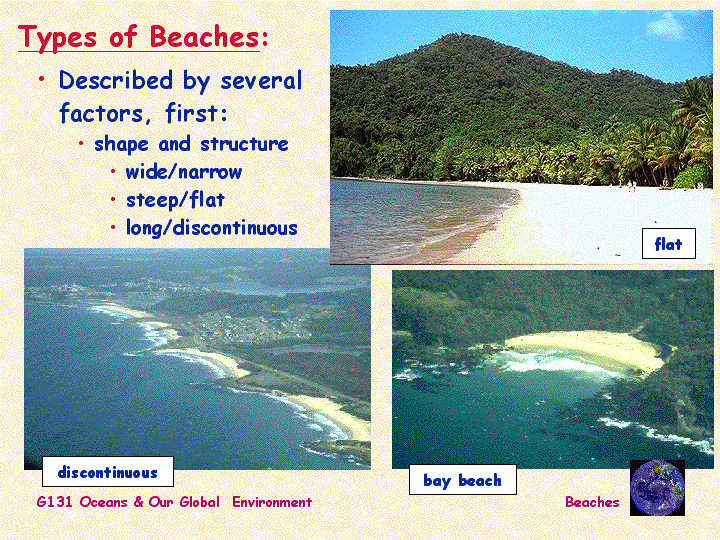 Types of Beaches:
• Described by several
factors, first:
• shape and structure
• wide/narrow
• steep/flat
• long/discontinuous
flat
discontinuous
bay beach
G131 Oceans & Our Global Environment
Beaches